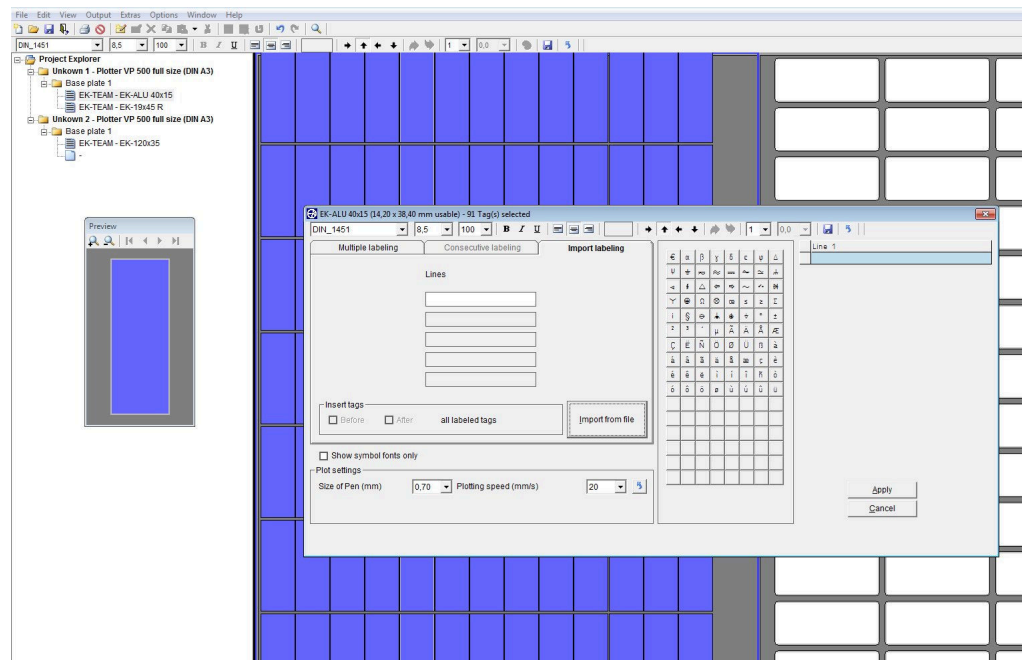 File Edit View Output Extras Options Window Help
DIN_1451 8,5 100 B I U 1 0,0
Project Explorer
Unkown 1 - Plotter VP 500 full size (DIN A3)
Base plate 1
EK-TEAM - EK-ALU 40x15
EK-TEAM - EK-19x45 R
Unkown 2 - Plotter VP 500 full size (DIN A3)
Base plate 1
EK-TEAM - EK-120x35
-
Preview
EK-ALU 40x15 (14,20 x 38,40 mm usable) - 91 Tag(s) selected
DIN_1451 8,5 100 B I U 1 0,0
Multiple labeling Consecutive labeling Import labeling
Lines
Insert tags
Before After all labeled tags
Import from file
Show symbol fonts only
Plot settings
Size of Pen (mm) 0,70 Plotting speed (mm/s) 20
€ α β γ δ ε
Line 1
Apply
Cancel